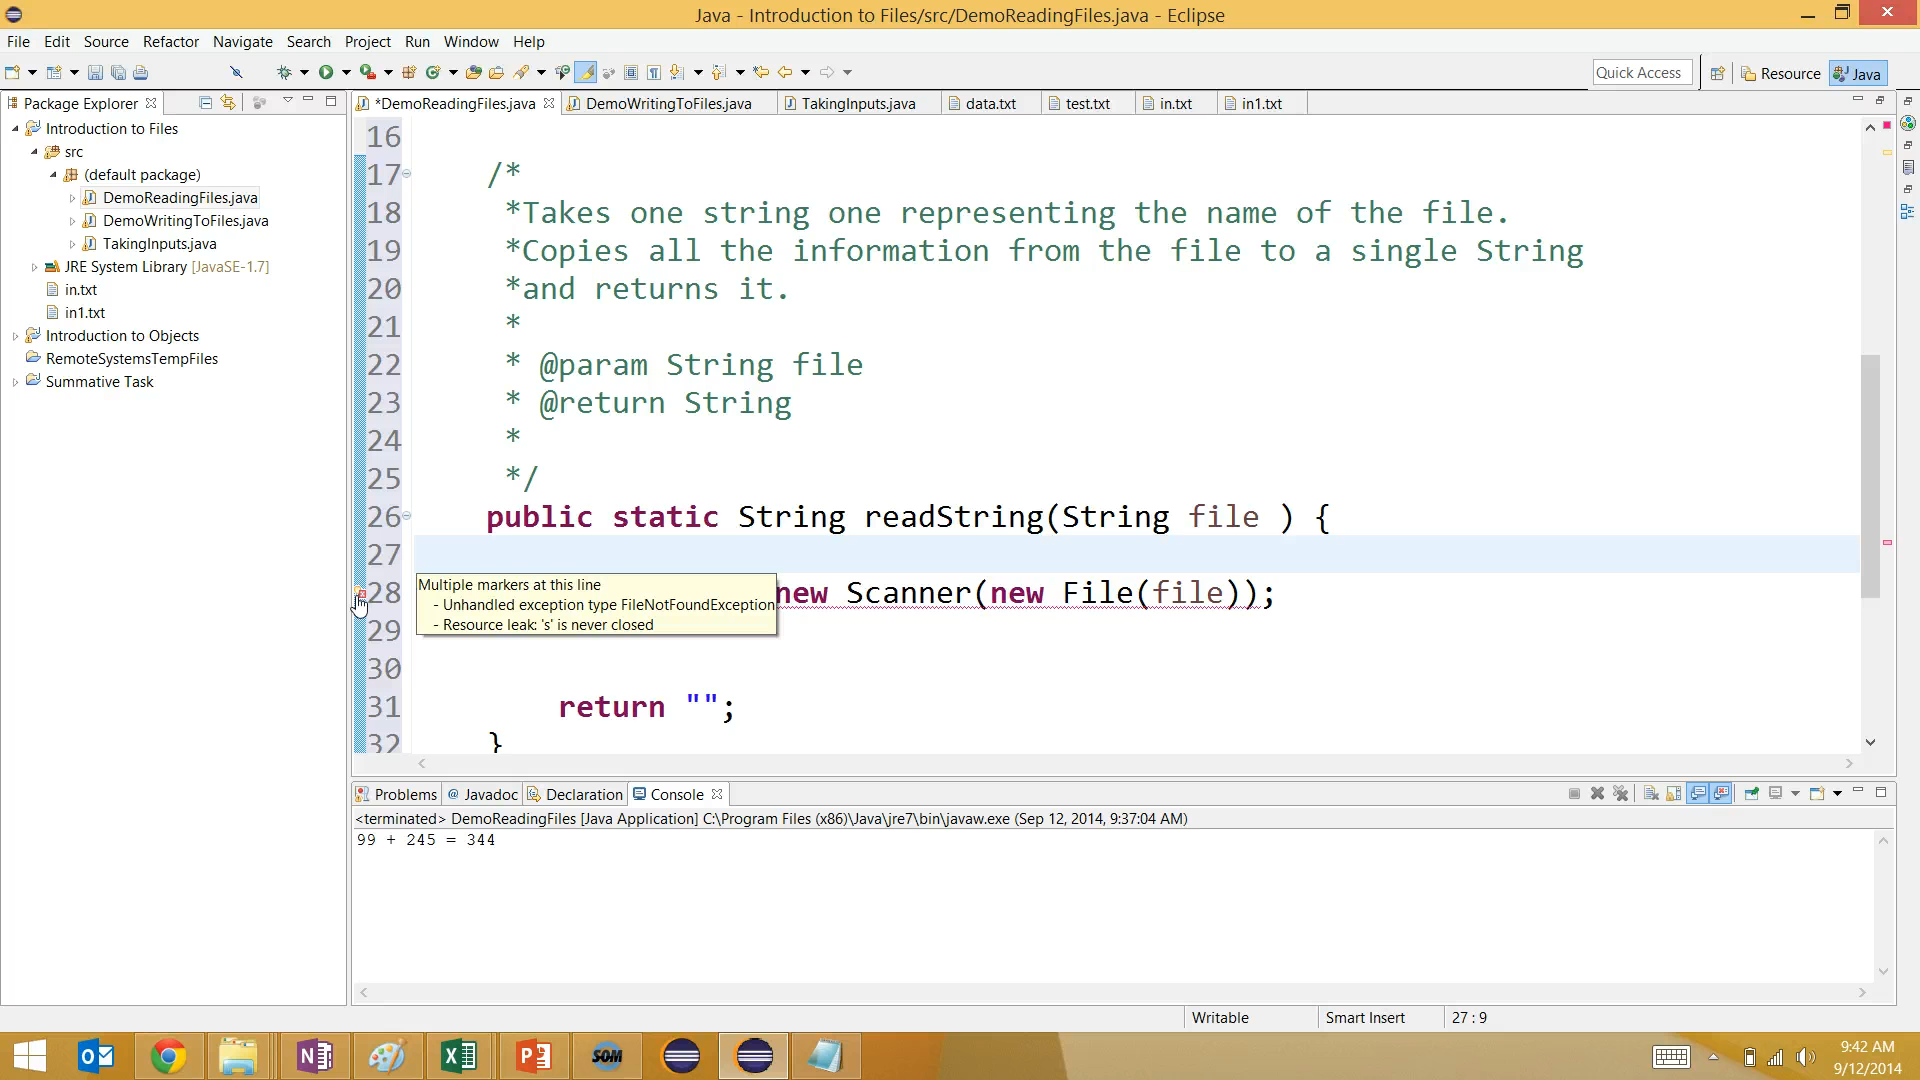 Java - Introduction to Files/src/DemoReadingFiles.java - Eclipse
File Edit Source Refactor Navigate Search Project Run Window Help
Quick Access
Resource
Java
Package Explorer
*DemoReadingFiles.java
DemoWritingToFiles.java
TakingInputs.java
data.txt
test.txt
in.txt
in1.txt
Introduction to Files
src
(default package)
DemoReadingFiles.java
DemoWritingToFiles.java
TakingInputs.java
JRE System Library [JavaSE-1.7]
in.txt
in1.txt
Introduction to Objects
RemoteSystemsTempFiles
Summative Task
16
17 /*
18 *Takes one string one representing the name of the file.
19 *Copies all the information from the file to a single String
20 *and returns it.
21 *
22 * @param String file
23 * @return String
24 *
25 */
26 public static String readString(String file ) {
27
28 new Scanner(new File(file));
29
30
31 return "";
32 }
Multiple markers at this line
- Unhandled exception type FileNotFoundException
- Resource leak: 's' is never closed
Problems
@ Javadoc
Declaration
Console
<terminated> DemoReadingFiles [Java Application] C:\Program Files (x86)\Java\jre7\bin\javaw.exe (Sep 12, 2014, 9:37:04 AM)
99 + 245 = 344
Writable
Smart Insert
27 : 9
SOM
9:42 AM
9/12/2014